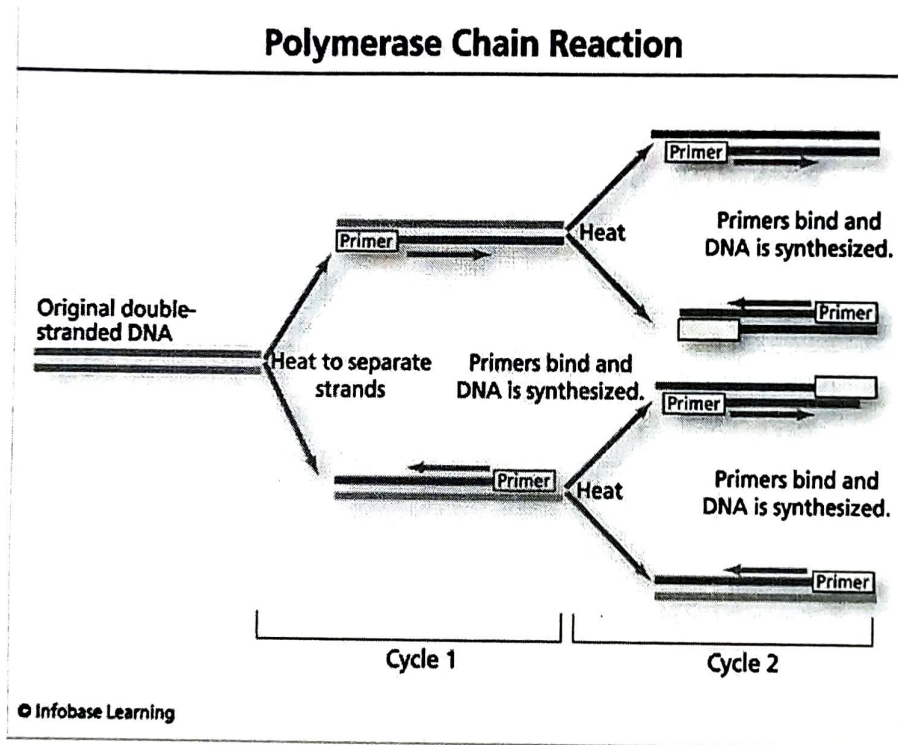 Polymerase Chain Reaction
Original double-
stranded DNA
Heat to separate
strands
Primer
Primers bind and
DNA is synthesized.
Primer
Heat
Heat
Primer
Primers bind and
DNA is synthesized.
Primer
Primer
Primers bind and
DNA is synthesized.
Primer
Cycle 1
Cycle 2
© Infobase Learning